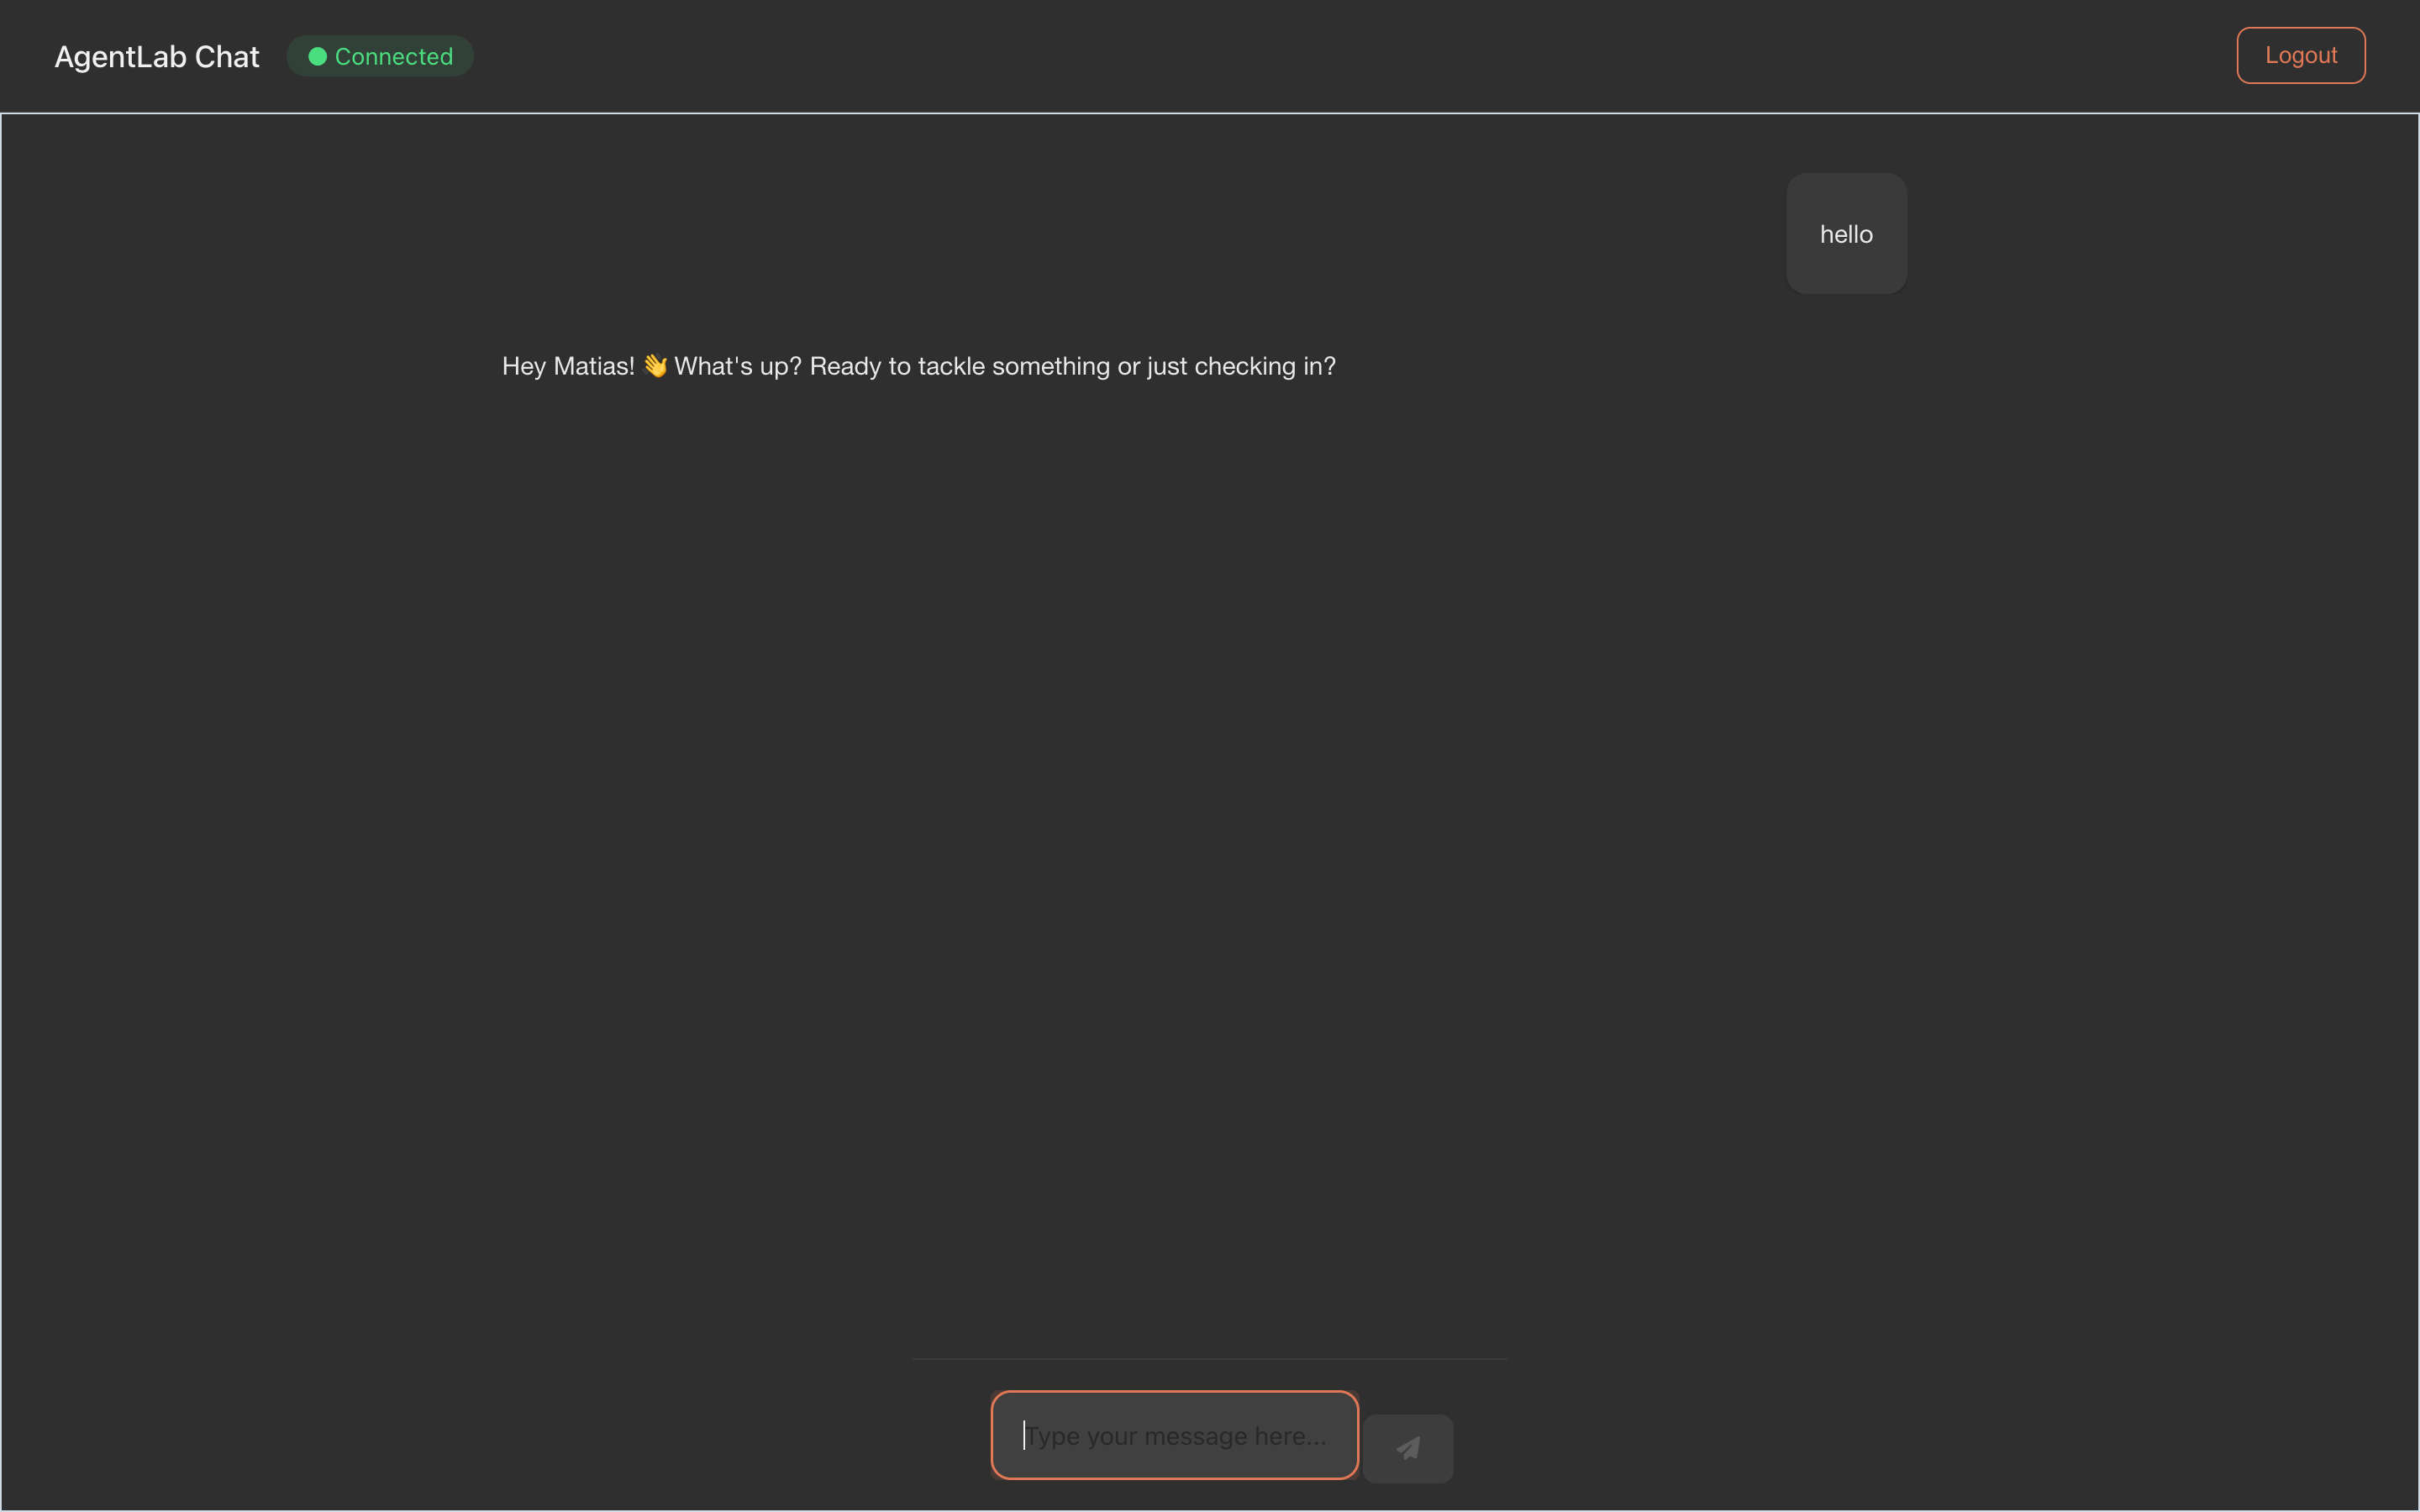 AgentLab Chat
Connected
Logout
hello
Hey Matias! 👋 What's up? Ready to tackle something or just checking in?
Type your message here...